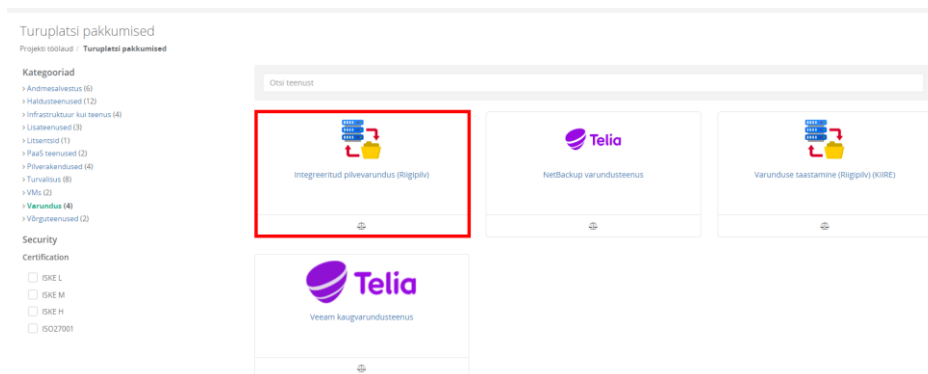 Turuplatsi pakkumised
Projekti töölaud / Turuplatsi pakkumised
Kategooriad
› Andmesalvestus (6)
› Haldusteenused (12)
› Infrastruktuur kui teenus (4)
› Lisateenused (3)
› Litsentsid (1)
› PaaS teenused (2)
› Pilverakendused (4)
› Turvalisus (8)
› VMs (2)
› Varundus (4)
› Võrguteenused (2)
Security
Certification
ISKE L
ISKE M
ISKE H
ISO27001
Otsi teenust
Integreeritud pilvevarundus (Riigipilv)
Telia
NetBackup varundusteenus
Varunduse taastamine (Riigipilv) (KIIRE)
Telia
Veeam kaugvarundusteenus